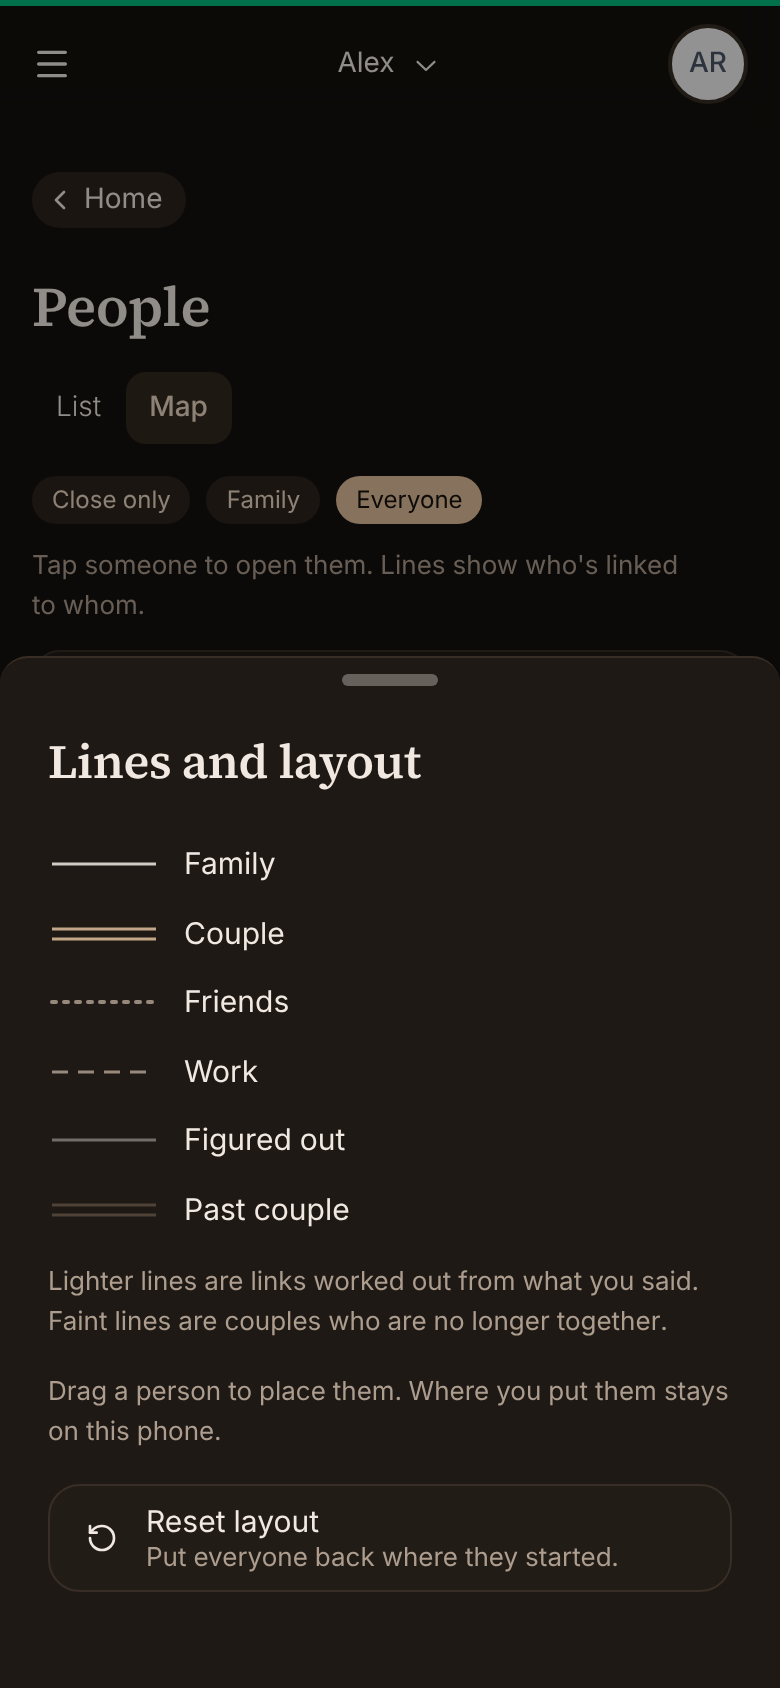 Alex
AR
Home
People
List
Map
Close only
Family
Everyone
Tap someone to open them. Lines show who's linked
to whom.
Lines and layout
Family
Couple
Friends
Work
Figured out
Past couple
Lighter lines are links worked out from what you said.
Faint lines are couples who are no longer together.
Drag a person to place them. Where you put them stays
on this phone.
Reset layout
Put everyone back where they started.